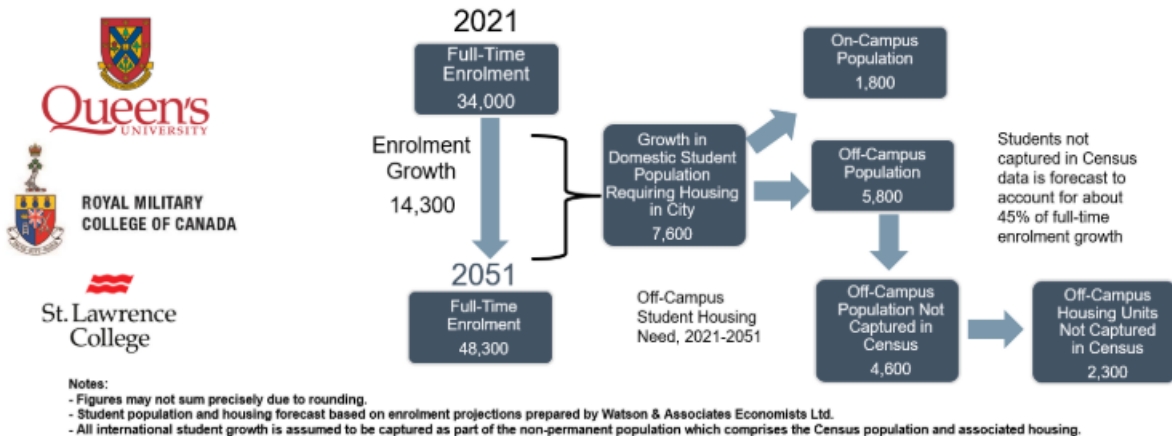 Queen's
UNIVERSITY
ROYAL MILITARY
COLLEGE OF CANADA
St. Lawrence
College
2021
Full-Time
Enrolment
34,000
Enrolment
Growth
14,300
2051
Full-Time
Enrolment
48,300
Growth in
Domestic Student
Population
Requiring Housing
in City
7,600
On-Campus
Population
1,800
Off-Campus
Population
5,800
Students not
captured in Census
data is forecast to
account for about
45% of full-time
enrolment growth
Off-Campus
Student Housing
Need, 2021-2051
Off-Campus
Population Not
Captured in
Census
4,600
Off-Campus
Housing Units
Not Captured
in Census
2,300
Notes:
- Figures may not sum precisely due to rounding.
- Student population and housing forecast based on enrolment projections prepared by Watson & Associates Economists Ltd.
- All international student growth is assumed to be captured as part of the non-permanent population which comprises the Census population and associated housing.